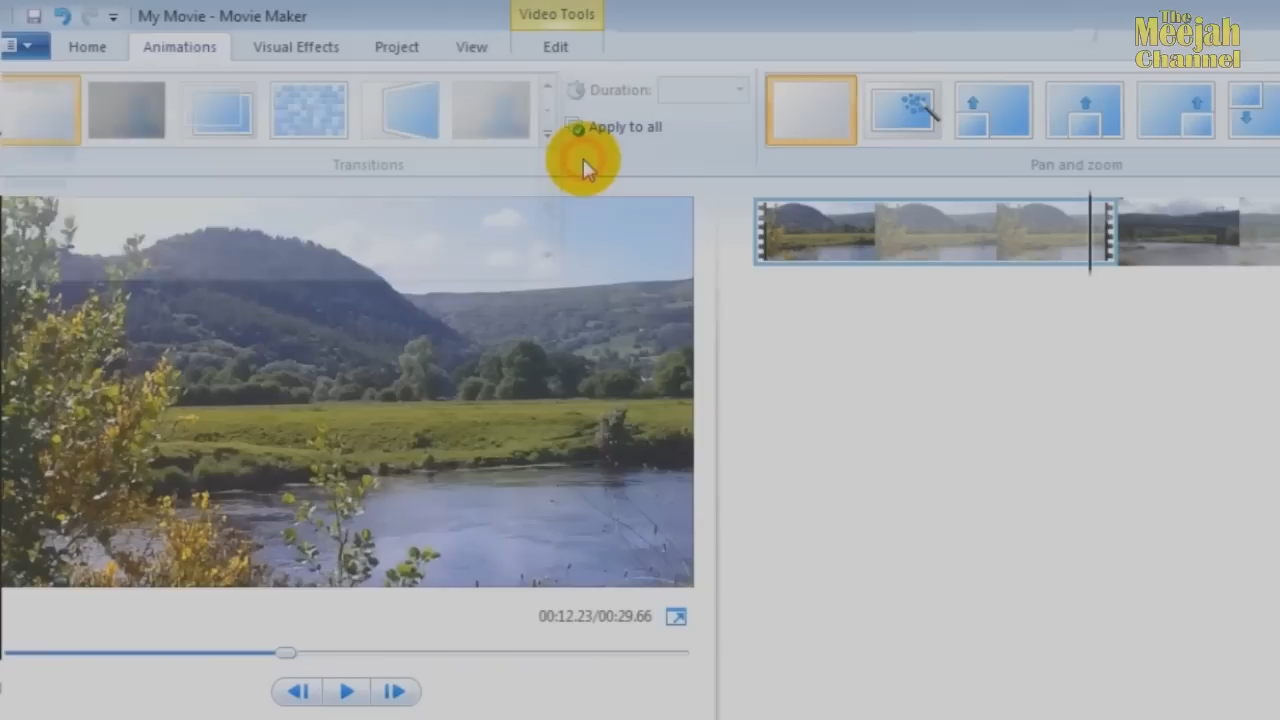 My Movie - Movie Maker
Video Tools
The
Meejah
Channel
Home
Animations
Visual Effects
Project
View
Edit
Duration:
Apply to all
Transitions
Pan and zoom
00:12.23/00:29.66